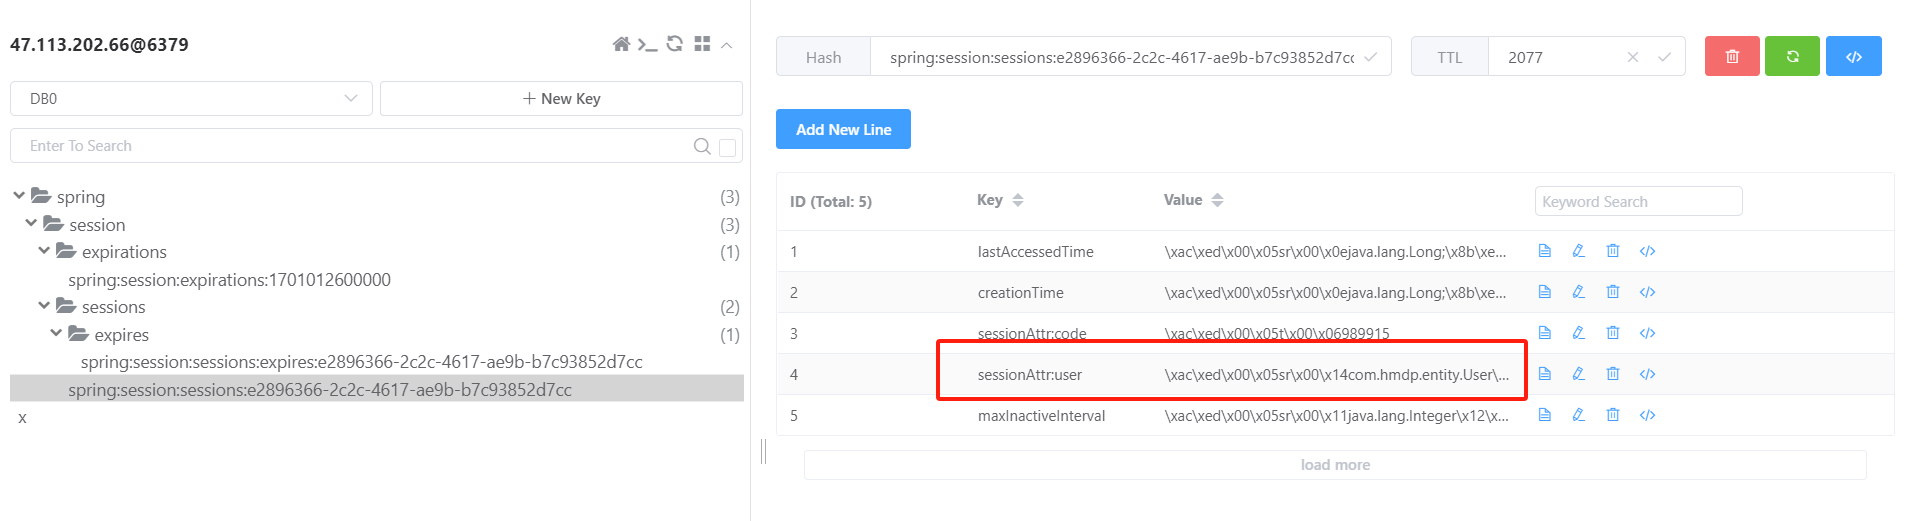 47.113.202.66@6379
DB0
New Key
Enter To Search
spring (3)
session (3)
expirations (1)
spring:session:expirations:1701012600000
sessions (2)
expires (1)
spring:session:sessions:expires:e2896366-2c2c-4617-ae9b-b7c93852d7cc
spring:session:sessions:e2896366-2c2c-4617-ae9b-b7c93852d7cc
x
Hash spring:session:sessions:e2896366-2c2c-4617-ae9b-b7c93852d7cc
TTL 2077
Add New Line
ID (Total: 5) Key Value Keyword Search
1 lastAccessedTime \xac\xed\x00\x05sr\x00\x0ejava.lang.Long;\x8b\xe...
2 creationTime \xac\xed\x00\x05sr\x00\x0ejava.lang.Long;\x8b\xe...
3 sessionAttr:code \xac\xed\x00\x05t\x00\x06989915
4 sessionAttr:user \xac\xed\x00\x05sr\x00\x14com.hmdp.entity.User\...
5 maxInactiveInterval \xac\xed\x00\x05sr\x00\x11java.lang.Integer\x12\x...
load more